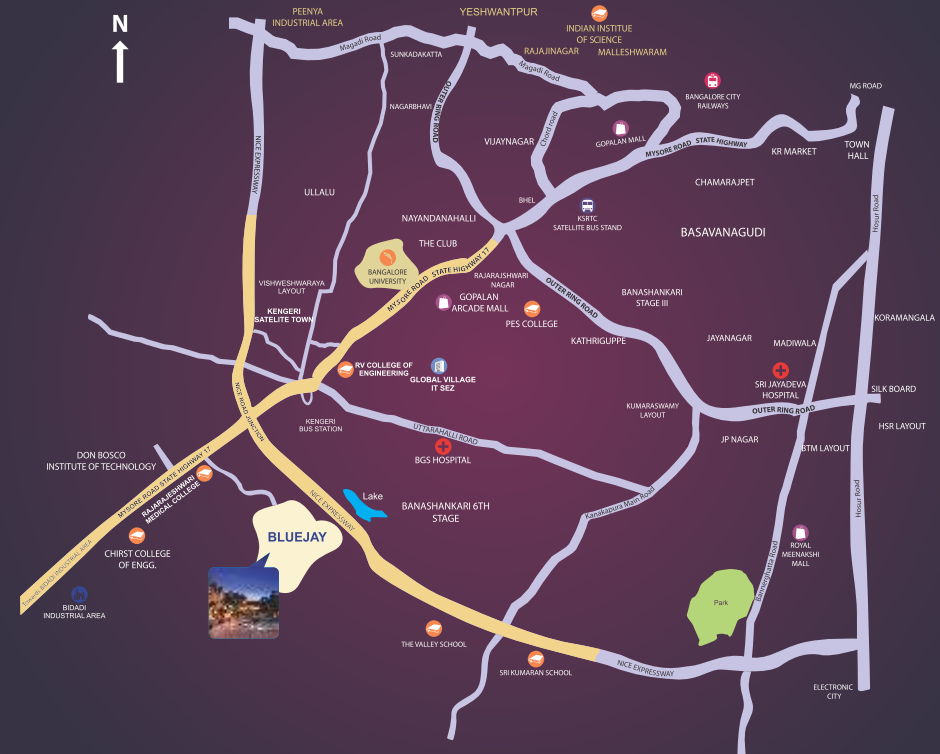 N
PEENYA
INDUSTRIAL AREA
YESHWANTPUR
INDIAN INSTITUE
OF SCIENCE
RAJAJINAGAR
MALLESHWARAM
Magadi Road
SUNKADAKATTA
Magadi Road
NAGARBHAVI
OUTER RING ROAD
BANGALORE CITY
RAILWAYS
MG ROAD
NICE EXPRESSWAY
VIJAYNAGAR
Chord road
GOPALAN MALL
MYSORE ROAD STATE HIGHWAY
KR MARKET
TOWN
HALL
ULLALU
CHAMARAJPET
BHEL
NAYANDANAHALLI
KSRTC
SATELLITE BUS STAND
BASAVANAGUDI
Hosur Road
THE CLUB
BANGALORE
UNIVERSITY
MYSORE ROAD STATE HIGHWAY 17
RAJARAJSHWARI
NAGAR
VISHWESHWARAYA
LAYOUT
OUTER RING ROAD
BANASHANKARI
STAGE III
KENGERI
SATELITE TOWN
GOPALAN
ARCADE MALL
PES COLLEGE
KORAMANGALA
KATHRIGUPPE
JAYANAGAR
MADIWALA
RV COLLEGE OF
ENGINEERING
GLOBAL VILLAGE
IT SEZ
SRI JAYADEVA
HOSPITAL
SILK BOARD
NICE ROAD JUNCTION
KUMARASWAMY
LAYOUT
OUTER RING ROAD
KENGERI
BUS STATION
UTTARAHALLI ROAD
HSR LAYOUT
JP NAGAR
BTM LAYOUT
BGS HOSPITAL
DON BOSCO
INSTITUTE OF TECHNOLOGY
MYSORE ROAD STATE HIGHWAY 17
RAJARAJESHWARI
MEDICAL COLLEGE
NICE EXPRESSWAY
Lake
BANASHANKARI 6TH
STAGE
Kanakapura Main Road
Hosur Road
BLUEJAY
CHIRST COLLEGE
OF ENGG.
ROYAL
MEENAKSHI
MALL
Towards BIDADI INDUSTRIAL AREA
Bannerghatta Road
BIDADI
INDUSTRIAL AREA
Park
THE VALLEY SCHOOL
SRI KUMARAN SCHOOL
NICE EXPRESSWAY
ELECTRONIC
CITY